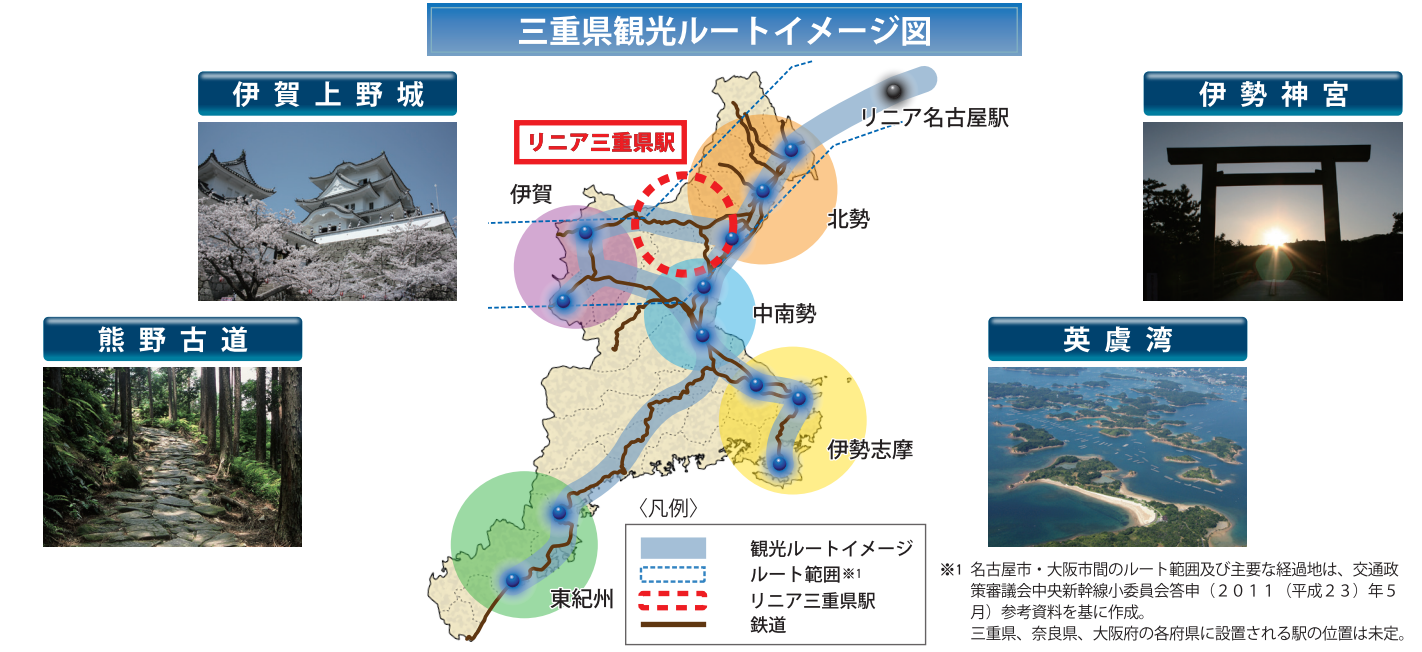 三重県観光ルートイメージ図
伊賀上野城
伊勢神宮
リニア名古屋駅
リニア三重県駅
伊賀
北勢
中南勢
熊野古道
英虞湾
伊勢志摩
東紀州
〈凡例〉
観光ルートイメージ
ルート範囲※1
リニア三重県駅
鉄道
※1 名古屋市・大阪市間のルート範囲及び主要な経過地は、交通政
策審議会中央新幹線小委員会答申（２０１１（平成２３）年５
月）参考資料を基に作成。
三重県、奈良県、大阪府の各府県に設置される駅の位置は未定。